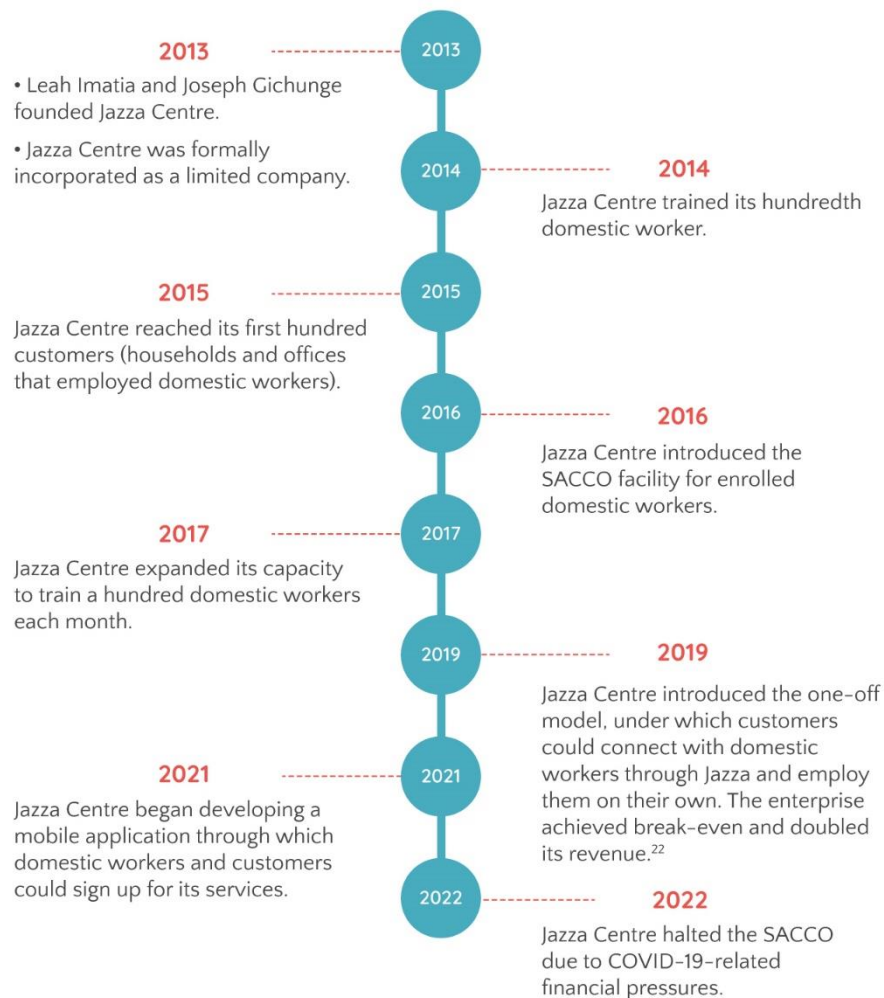 2013
2013
• Leah Imatia and Joseph Gichunge
founded Jazza Centre.
• Jazza Centre was formally
incorporated as a limited company.
2014
2014
Jazza Centre trained its hundredth
domestic worker.
2015
2015
Jazza Centre reached its first hundred
customers (households and offices
that employed domestic workers).
2016
2016
Jazza Centre introduced the
SACCO facility for enrolled
domestic workers.
2017
2017
Jazza Centre expanded its capacity
to train a hundred domestic workers
each month.
2019
2019
Jazza Centre introduced the one-off
model, under which customers
could connect with domestic
workers through Jazza and employ
them on their own. The enterprise
achieved break-even and doubled
its revenue.²²
2021
2021
Jazza Centre began developing a
mobile application through which
domestic workers and customers
could sign up for its services.
2022
2022
Jazza Centre halted the SACCO
due to COVID-19-related
financial pressures.